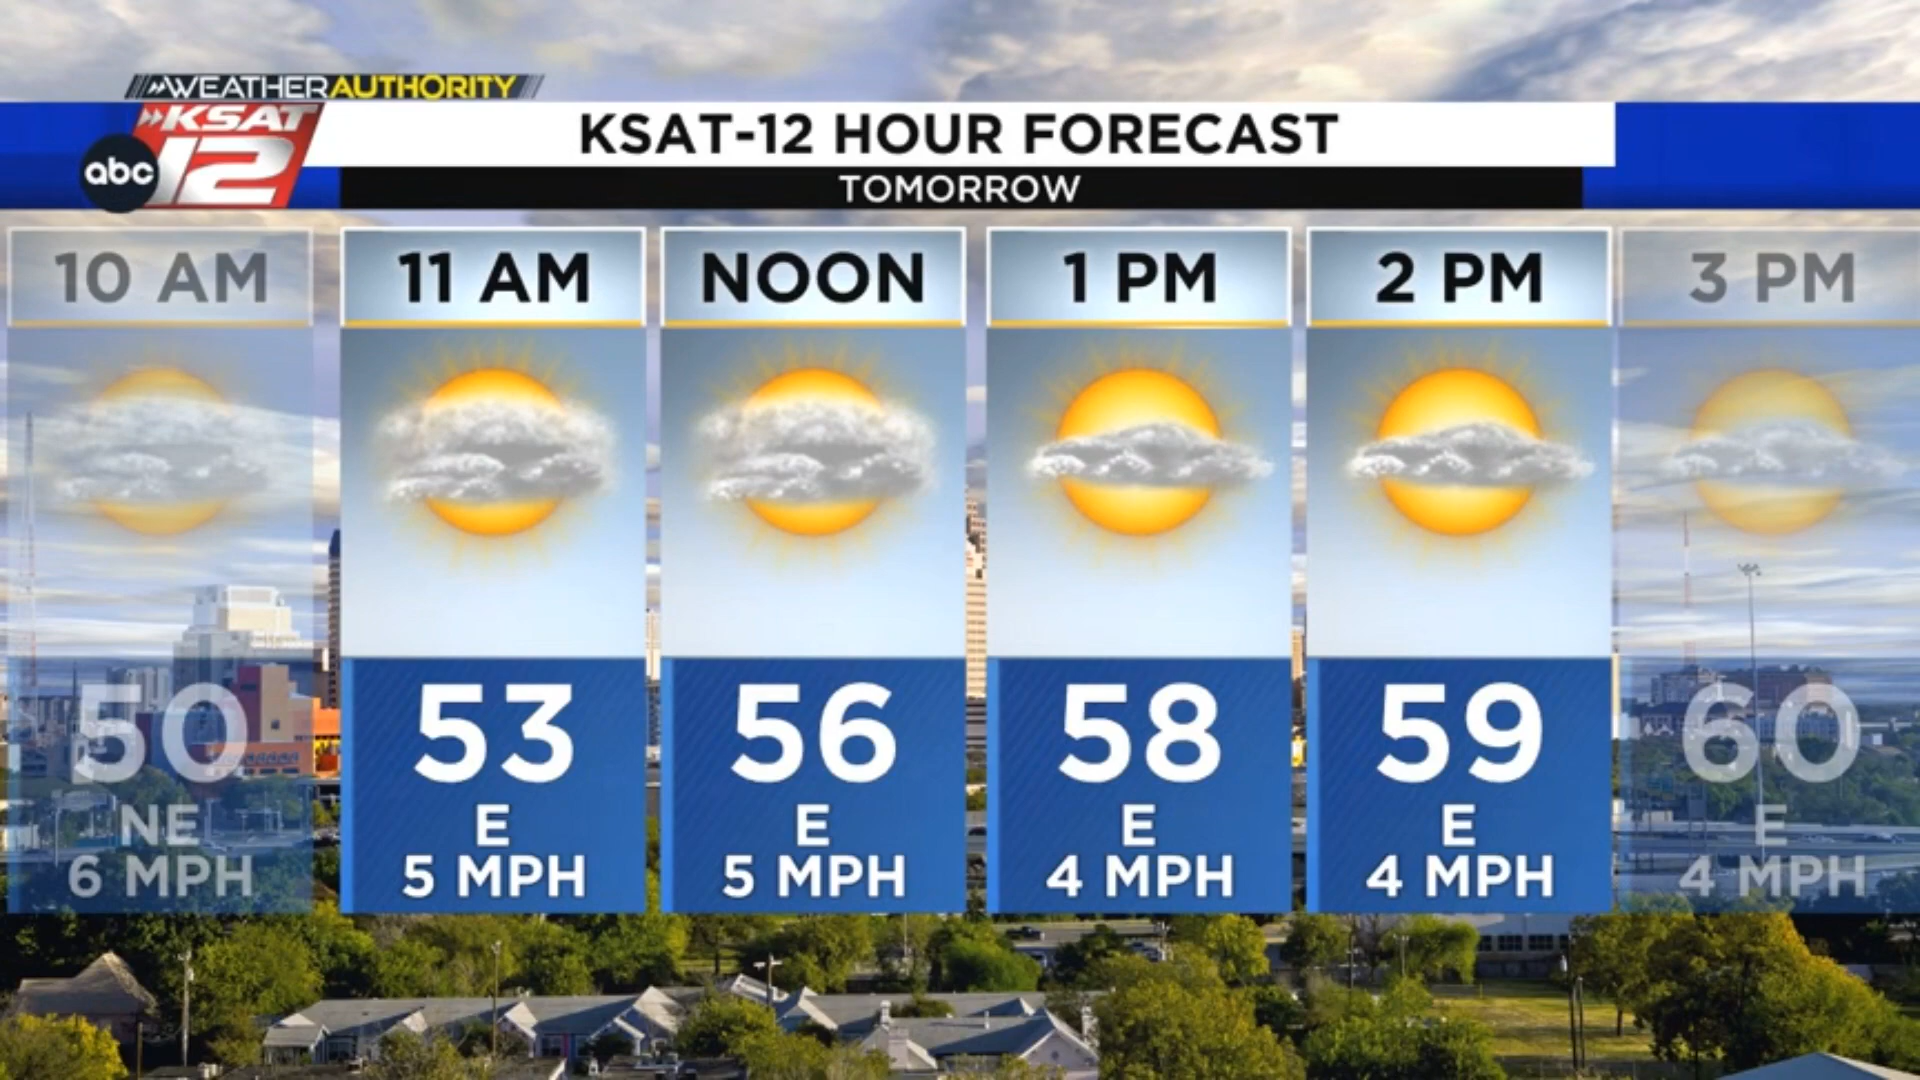 WEATHERAUTHORITY
KSAT
abc
12
KSAT-12 HOUR FORECAST
TOMORROW
10 AM
11 AM
NOON
1 PM
2 PM
3 PM
50
53
56
58
59
60
NE
E
E
E
E
E
6 MPH
5 MPH
5 MPH
4 MPH
4 MPH
4 MPH